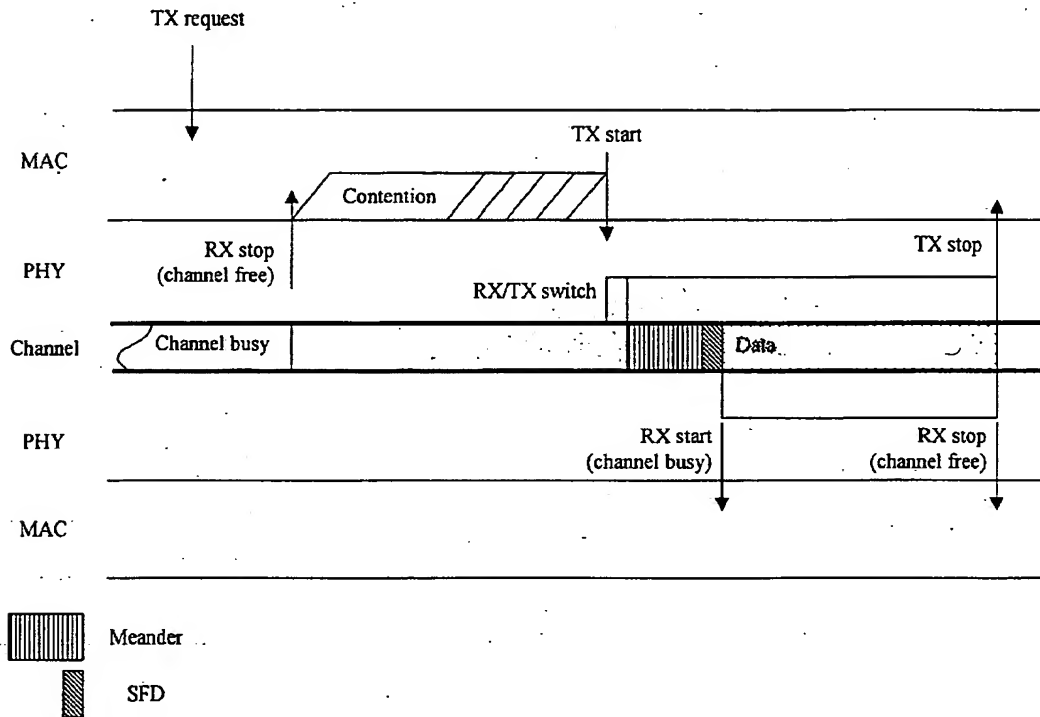 TX request
MAC
TX start
Contention
RX stop
(channel free)
PHY
TX stop
RX/TX switch
Channel
Channel busy
Data
PHY
RX start
(channel busy)
RX stop
(channel free)
MAC
Meander
SFD